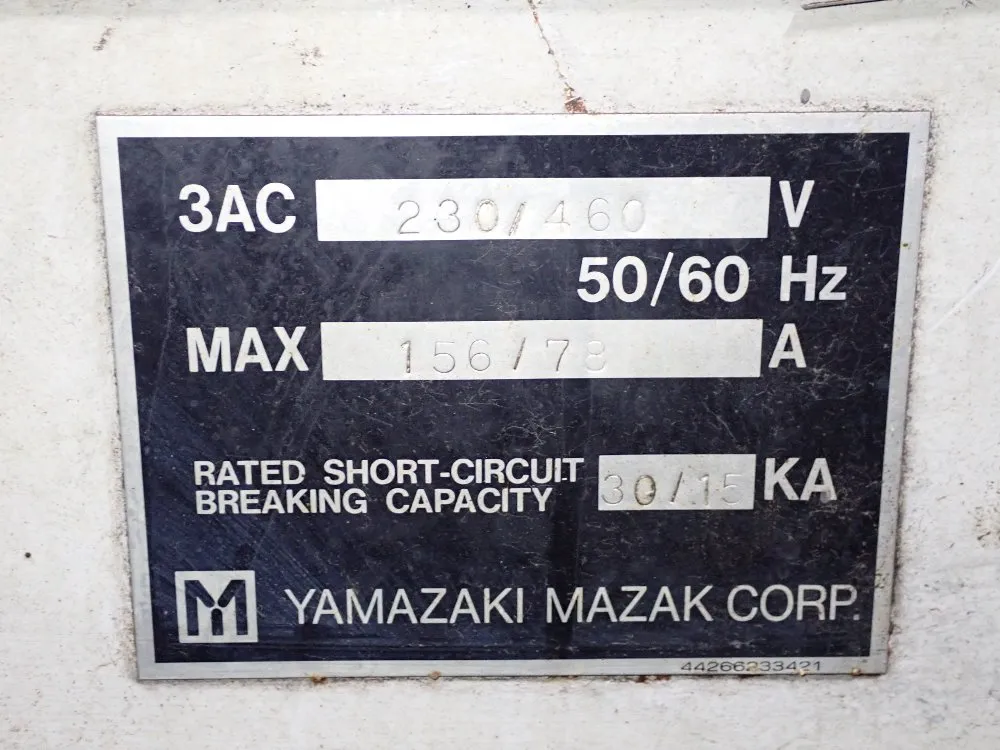 3AC 230/460 V
50/60 Hz
MAX 156/78 A
RATED SHORT-CIRCUIT
BREAKING CAPACITY 30/15 KA
M YAMAZAKI MAZAK CORP.
44266233421